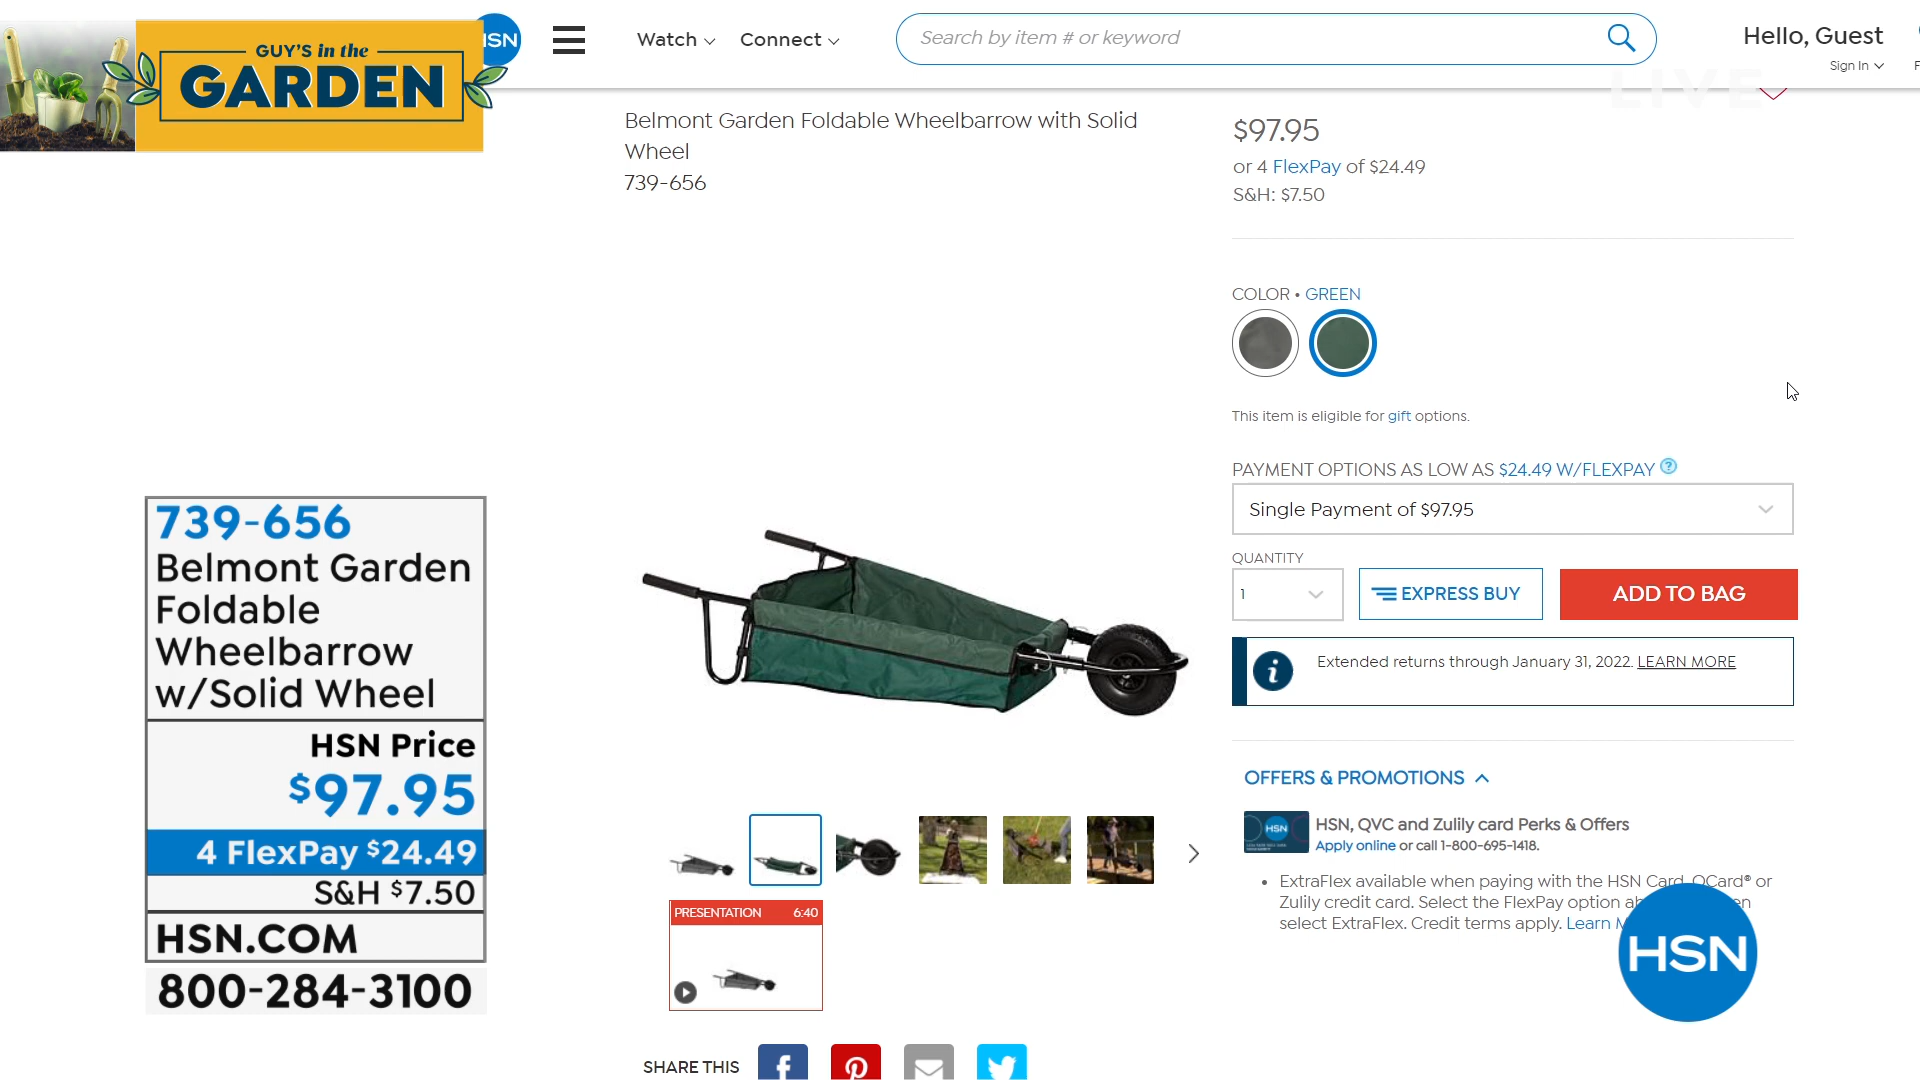 GUY'S in the
GARDEN
HSN
Watch
Connect
Search by item # or keyword
Hello, Guest
Sign In
LIVE
Belmont Garden Foldable Wheelbarrow with Solid
Wheel
739-656
$97.95
or 4 FlexPay of $24.49
S&H: $7.50
COLOR • GREEN
This item is eligible for gift options.
PAYMENT OPTIONS AS LOW AS $24.49 W/FLEXPAY ?
Single Payment of $97.95
QUANTITY
1
EXPRESS BUY
ADD TO BAG
i
Extended returns through January 31, 2022. LEARN MORE
OFFERS & PROMOTIONS
HSN
HSN, QVC and Zulily card Perks & Offers
Apply online or call 1-800-695-1418.
• ExtraFlex available when paying with the HSN Card, QCard® or
Zulily credit card. Select the FlexPay option
select ExtraFlex. Credit terms apply. Learn
HSN
739-656
Belmont Garden
Foldable
Wheelbarrow
w/Solid Wheel
HSN Price
$97.95
4 FlexPay $24.49
S&H $7.50
HSN.COM
800-284-3100
PRESENTATION 6:40
SHARE THIS